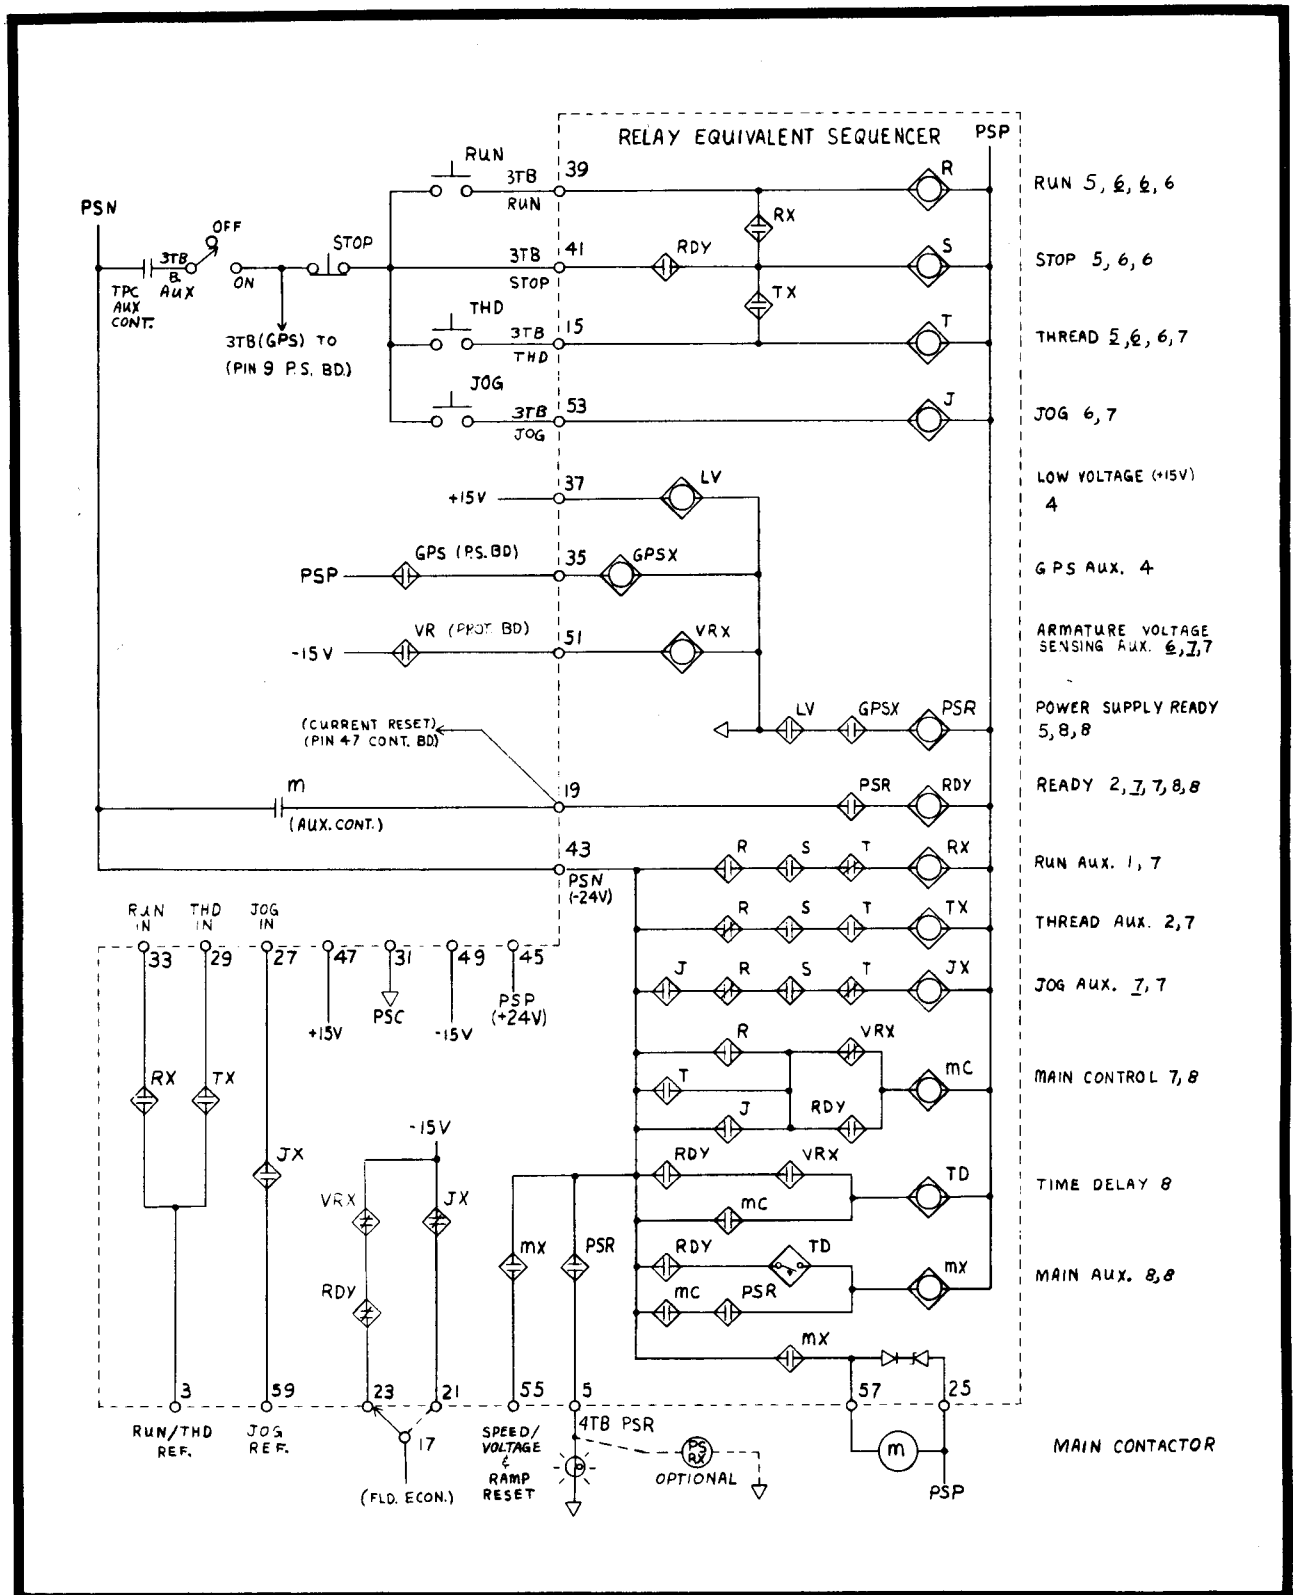 RELAY EQUIVALENT SEQUENCER
PSP
RUN
3TB
RUN
39
R
RUN 5, 6, 6, 6
PSN
RX
OFF
STOP
3TB
STOP
41
RDY
S
STOP 5, 6, 6
TPC
AUX
CONT.
3TB
B.
AUX
ON
TX
3TB (GPS) TO
(PIN 9 P.S. BD.)
THD
3TB
THD
15
T
THREAD 5, 6, 6, 7
JOG
3TB
JOG
53
J
JOG 6, 7
+15V
37
LV
LOW VOLTAGE (+15V)
4
PSP
GPS (P.S. BD)
35
GPSX
GPS AUX. 4
-15V
VR (PROT. BD)
51
VRX
ARMATURE VOLTAGE
SENSING AUX. 6, 7, 7
(CURRENT RESET)
(PIN 47 CONT. BD)
LV
GPSX
PSR
POWER SUPPLY READY
5, 8, 8
m
(AUX. CONT.)
19
PSR
RDY
READY 2, 7, 7, 8, 8
43
PSN
(-24V)
R
S
T
RX
RUN AUX. 1, 7
R
S
T
TX
THREAD AUX. 2, 7
RUN
IN
THD
IN
JOG
IN
33
29
27
47
31
49
45
+15V
PSC
-15V
PSP
(+24V)
J
R
S
T
JX
JOG AUX. 7, 7
R
VRX
T
mC
MAIN CONTROL 7, 8
J
RDY
RX
TX
JX
-15V
VRX
JX
RDY
mX
PSR
RDY
VRX
TD
TIME DELAY 8
mC
RDY
TD
mX
MAIN AUX. 8, 8
mC
PSR
mX
3
59
23
21
55
5
57
25
RUN/THD
REF.
JOG
REF.
17
(FLD. ECON.)
SPEED/
VOLTAGE
&
RAMP
RESET
4TB PSR
PS
RX
OPTIONAL
m
PSP
MAIN CONTACTOR